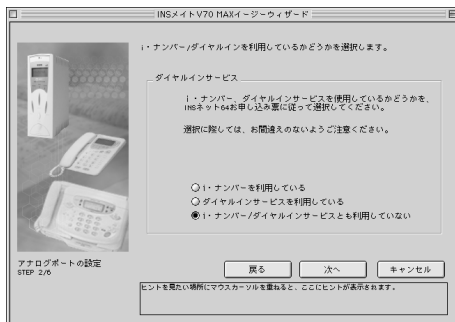 INSメイトV70 MAXイージーウィザード
i・ナンバー/ダイヤルインを利用しているかどうかを選択します。
ダイヤルインサービス
i・ナンバー、ダイヤルインサービスを使用しているかどうかを、
INSネット64お申し込み票に従って選択してください。
選択に際しては、お間違えのないようご注意ください。
i・ナンバーを利用している
ダイヤルインサービスを利用している
i・ナンバー/ダイヤルインサービスとも利用していない
アナログポートの設定
STEP 2/6
戻る
次へ
キャンセル
ヒントを見たい場所にマウスカーソルを重ねると、ここにヒントが表示されます。